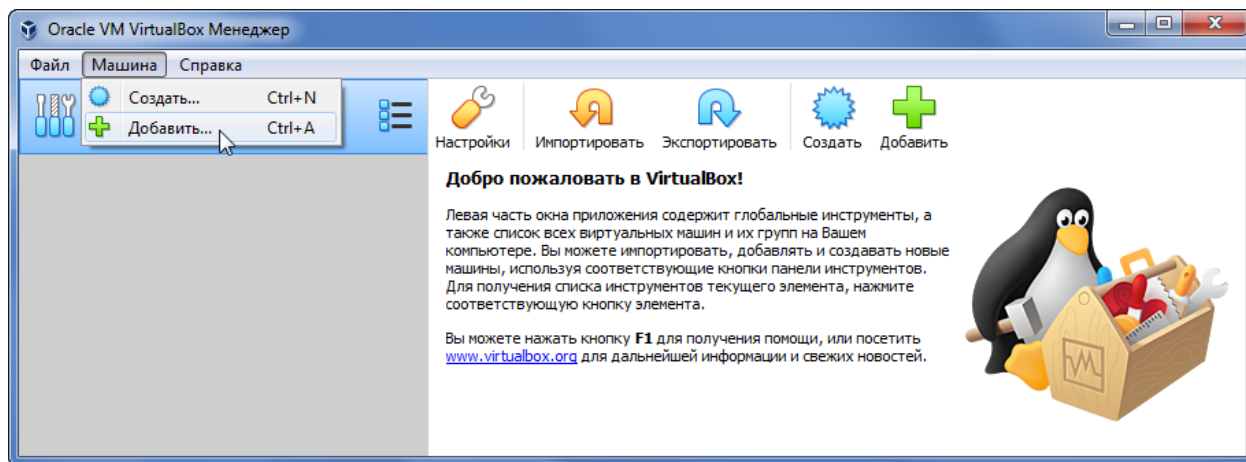 Oracle VM VirtualBox Менеджер
Файл Машина Справка
Создать... Ctrl+N
Добавить... Ctrl+A
Настройки Импортировать Экспортировать Создать Добавить
Добро пожаловать в VirtualBox!
Левая часть окна приложения содержит глобальные инструменты, а
также список всех виртуальных машин и их групп на Вашем
компьютере. Вы можете импортировать, добавлять и создавать новые
машины, используя соответствующие кнопки панели инструментов.
Для получения списка инструментов текущего элемента, нажмите
соответствующую кнопку элемента.
Вы можете нажать кнопку F1 для получения помощи, или посетить
www.virtualbox.org для дальнейшей информации и свежих новостей.